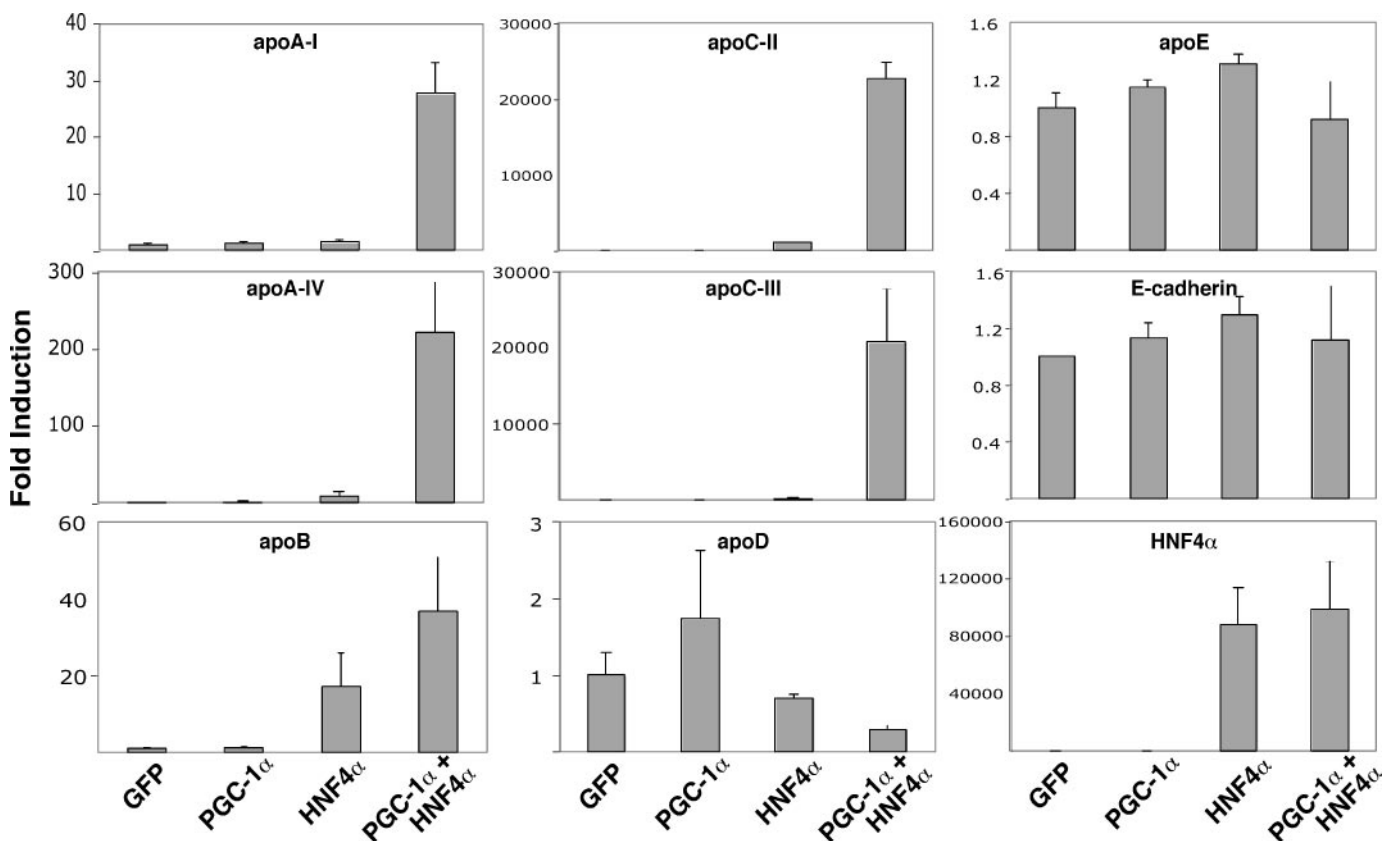 Fold Induction
apoA-I
40
30
20
10
apoC-II
30000
20000
10000
apoE
1.6
1.2
0.8
0.4
apoA-IV
300
200
100
apoC-III
30000
20000
10000
E-cadherin
1.6
1.2
0.8
0.4
apoB
60
40
20
GFP
PGC-1α
HNF4α
PGC-1α +
HNF4α
apoD
3
2
1
GFP
PGC-1α
HNF4α
PGC-1α +
HNF4α
HNF4α
160000
120000
80000
40000
GFP
PGC-1α
HNF4α
PGC-1α +
HNF4α